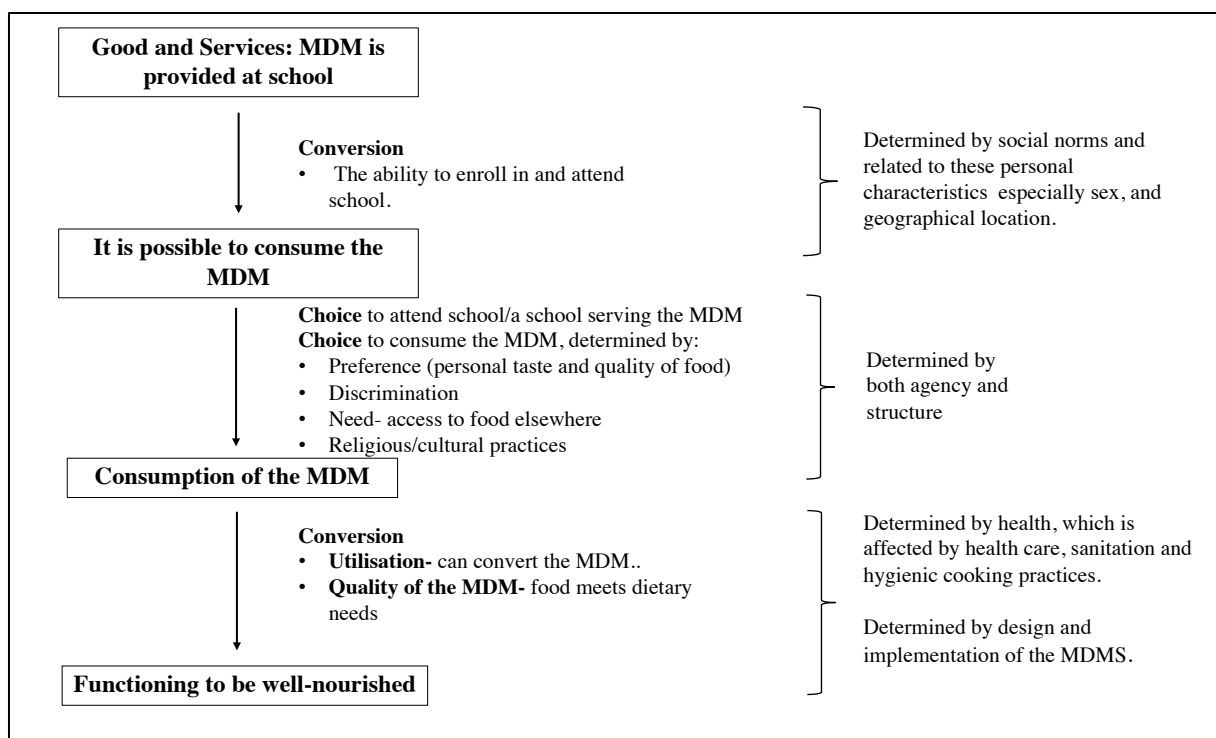 Good and Services: MDM is
provided at school
Conversion
• The ability to enroll in and attend
school.
Determined by social norms and
related to these personal
characteristics especially sex, and
geographical location.
It is possible to consume the
MDM
Choice to attend school/a school serving the MDM
Choice to consume the MDM, determined by:
• Preference (personal taste and quality of food)
• Discrimination
• Need- access to food elsewhere
• Religious/cultural practices
Determined by
both agency and
structure
Consumption of the MDM
Conversion
• Utilisation- can convert the MDM..
• Quality of the MDM- food meets dietary
needs
Determined by health, which is
affected by health care, sanitation and
hygienic cooking practices.
Determined by design and
implementation of the MDMS.
Functioning to be well-nourished